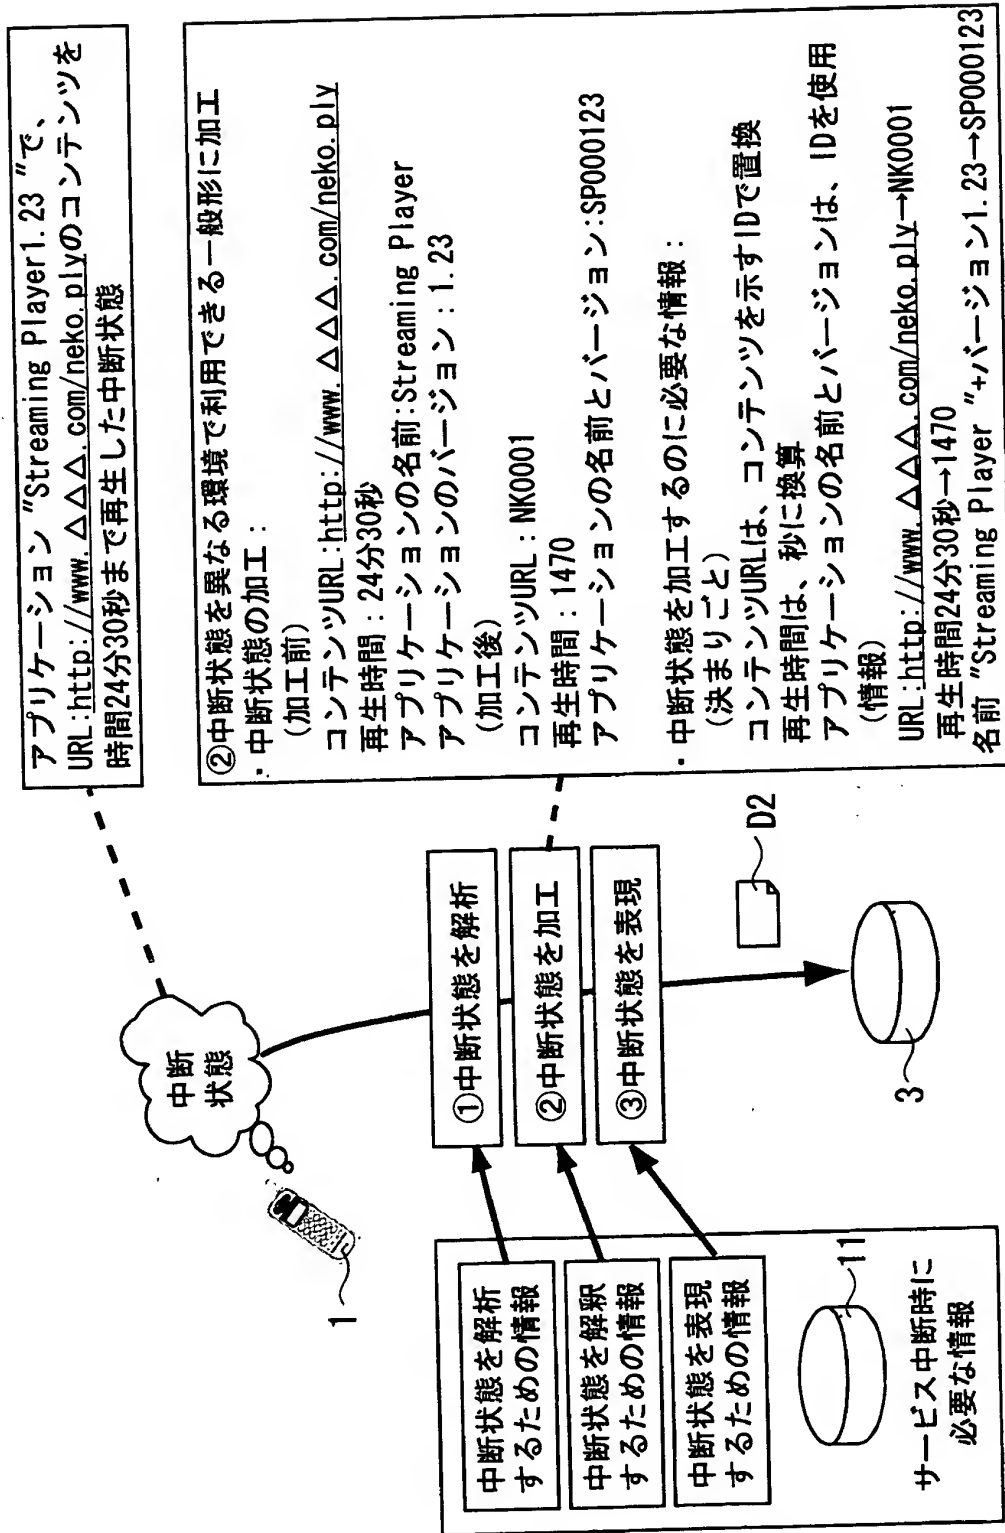 アプリケーション "Streaming Player1.23 "で、
URL:http://www.△△△.com/neko.plyのコンテンツを
時間24分30秒まで再生した中断状態
②中断状態を異なる環境で利用できる一般形に加工
・中断状態の加工:
(加工前)
コンテンツURL:http://www.△△△.com/neko.ply
再生時間:24分30秒
アプリケーションの名前:Streaming Player
アプリケーションのバージョン:1.23
(加工後)
コンテンツURL:NK0001
再生時間:1470
アプリケーションの名前とバージョン:SP000123
・中断状態を加工するのに必要な情報:
(決まりごと)
コンテンツURLは、コンテンツを示すIDで置換
再生時間は、秒に換算
アプリケーションの名前とバージョンは、IDを使用
(情報)
URL:http://www.△△△.com/neko.ply→NK0001
再生時間24分30秒→1470
名前 "Streaming Player "+バージョン1.23→SP000123
中断
状態
1
①中断状態を解析
②中断状態を加工
③中断状態を表現
D2
3
中断状態を解析
するための情報
中断状態を解釈
するための情報
中断状態を表現
するための情報
11
サービス中断時に
必要な情報